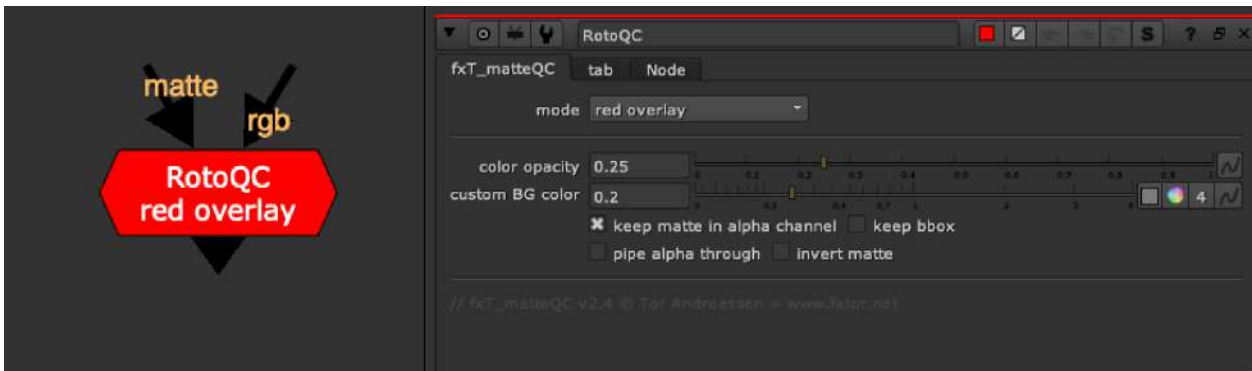 matte
rgb
RotoQC
red overlay
RotoQC
S ?
fxT_matteQC tab Node
mode red overlay
color opacity 0.25
custom BG color 0.2 4
keep matte in alpha channel keep bbox
pipe alpha through invert matte
// fxT_matteQC v2.4 © Tor Andreassen - www.fxtor.net